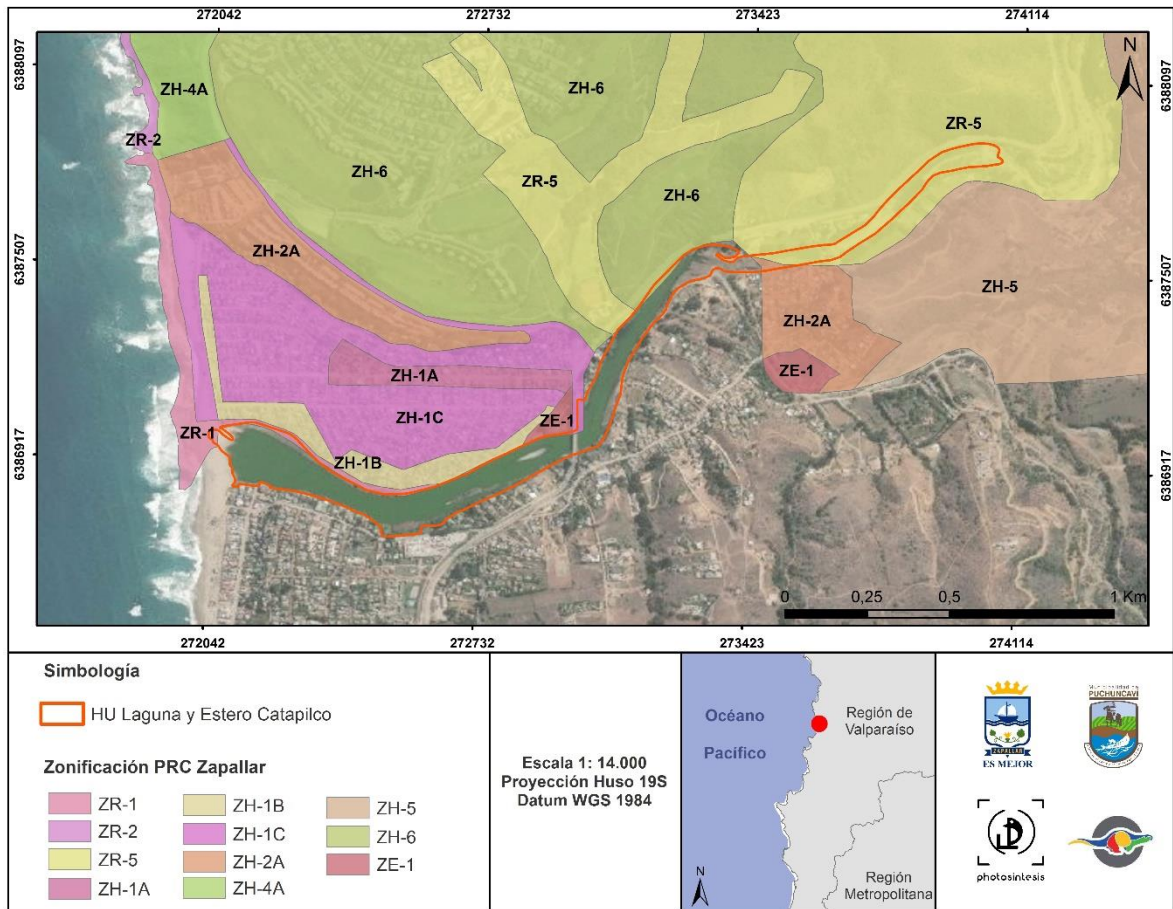 272042
272732
273423
274114
6388097
6388097
N
ZH-4A
ZH-6
ZR-2
ZR-5
ZH-6
ZR-5
ZH-6
6387507
6387507
ZH-2A
ZH-5
ZH-2A
ZH-1A
ZE-1
ZH-1C
ZE-1
ZR-1
ZH-1B
6386917
6386917
0
0,25
0,5
1 Km
272042
272732
273423
274114
Simbología
HU Laguna y Estero Catapilco
Zonificación PRC Zapallar
ZR-1
ZR-2
ZR-5
ZH-1A
ZH-1B
ZH-1C
ZH-2A
ZH-4A
ZH-5
ZH-6
ZE-1
Escala 1: 14.000
Proyección Huso 19S
Datum WGS 1984
Océano
Pacífico
Región de
Valparaíso
Región
Metropolitana
N
ZAPALLAR
ES MEJOR
Municipalidad de
PUCHUNCAVÍ
photosintesis